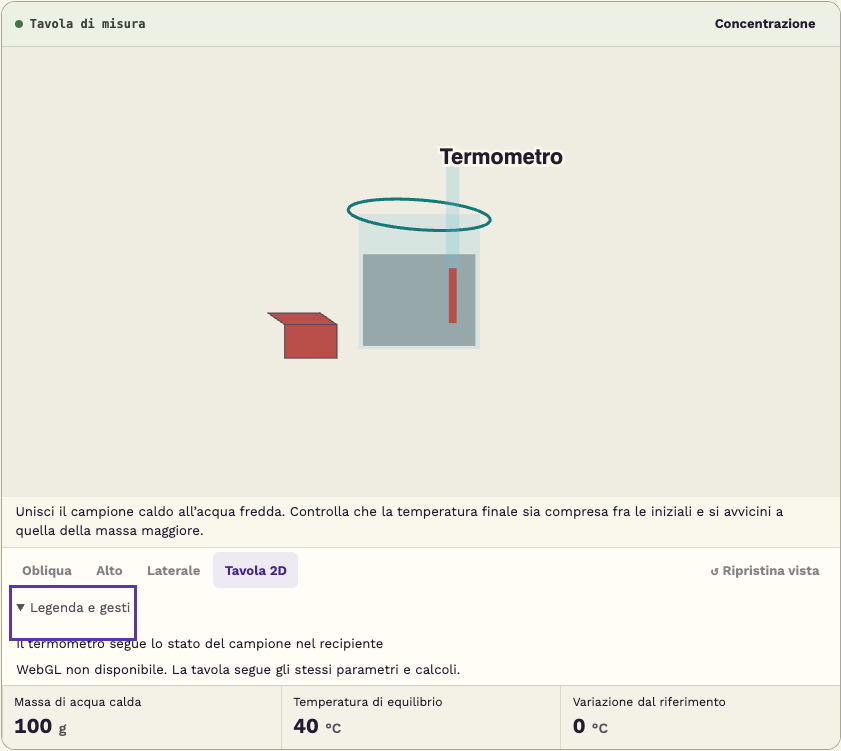 Tavola di misura
Concentrazione
Termometro
Unisci il campione caldo all'acqua fredda. Controlla che la temperatura finale sia compresa fra le iniziali e si avvicini a
quella della massa maggiore.
Obliqua Alto Laterale Tavola 2D ↺ Ripristina vista
▼ Legenda e gesti
Il termometro segue lo stato del campione nel recipiente
WebGL non disponibile. La tavola segue gli stessi parametri e calcoli.
Massa di acqua calda
100 g
Temperatura di equilibrio
40 °C
Variazione dal riferimento
0 °C